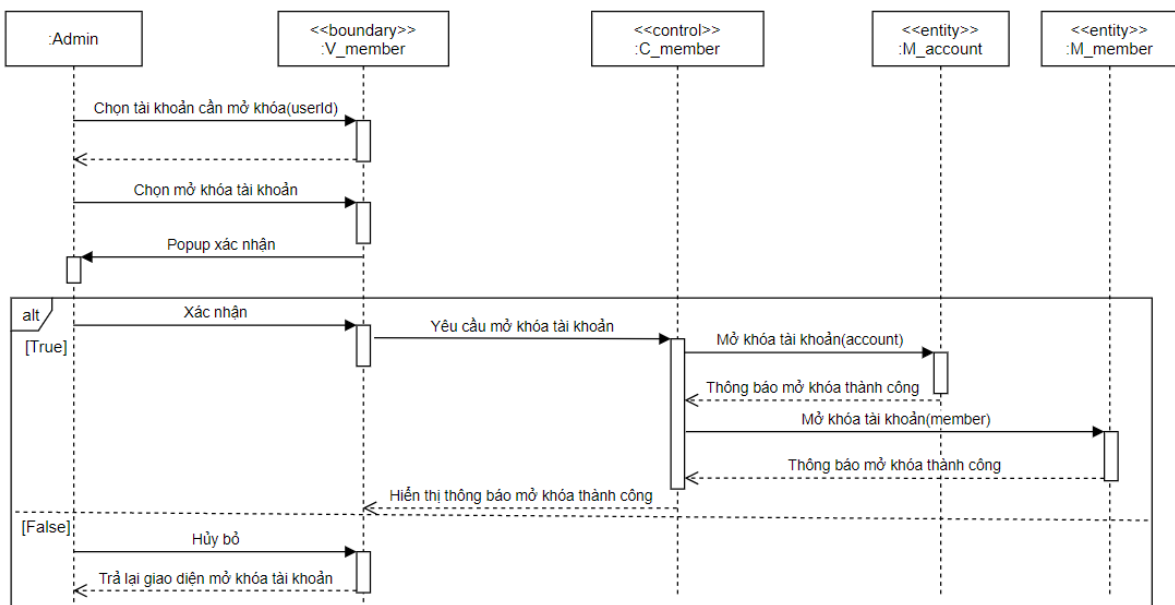 :Admin
<<boundary>>
:V_member
<<control>>
:C_member
<<entity>>
:M_account
<<entity>>
:M_member
Chọn tài khoản cần mở khóa(userId)
Chọn mở khóa tài khoản
Popup xác nhận
alt
[True]
Xác nhận
Yêu cầu mở khóa tài khoản
Mở khóa tài khoản(account)
Thông báo mở khóa thành công
Mở khóa tài khoản(member)
Thông báo mở khóa thành công
Hiển thị thông báo mở khóa thành công
[False]
Hủy bỏ
Trả lại giao diện mở khóa tài khoản